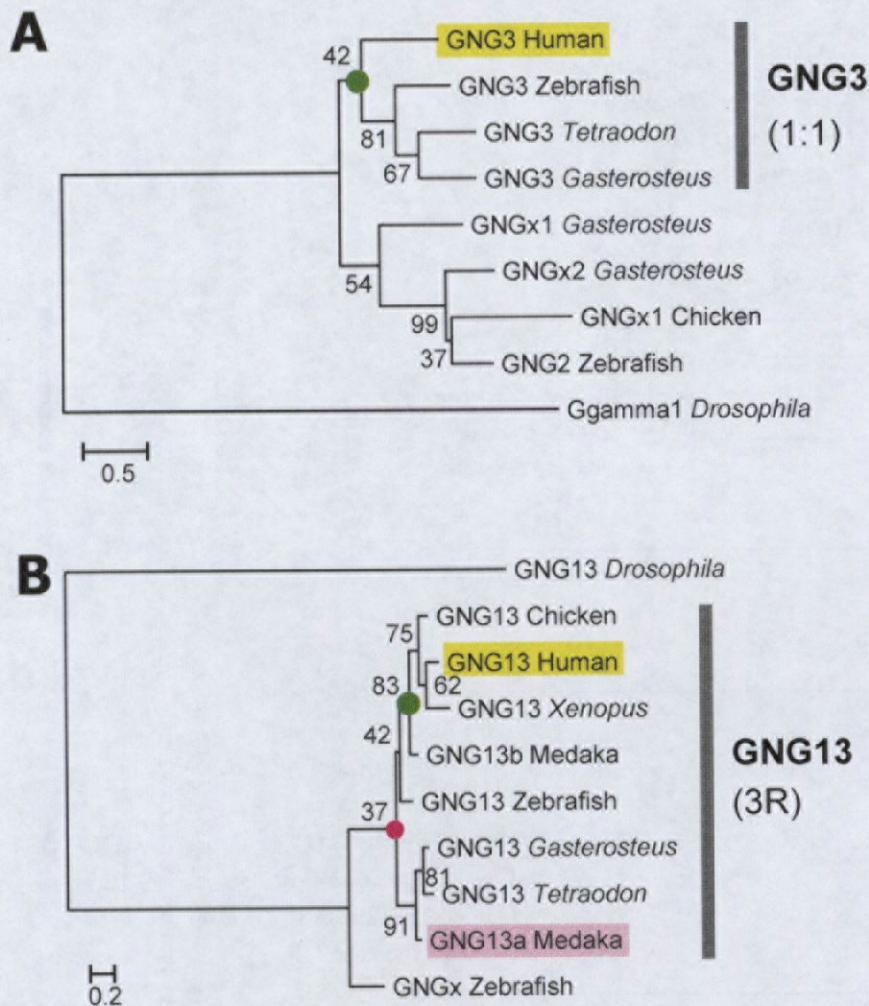 A
42
GNG3 Human
GNG3 Zebrafish
81
GNG3 Tetraodon
67
GNG3 Gasterosteus
GNG3
(1:1)
GNGx1 Gasterosteus
54
GNGx2 Gasterosteus
99
GNGx1 Chicken
37
GNG2 Zebrafish
Ggamma1 Drosophila
0.5
B
GNG13 Drosophila
GNG13 Chicken
75
GNG13 Human
83
62
GNG13 Xenopus
42
GNG13b Medaka
GNG13 Zebrafish
37
GNG13 Gasterosteus
81
GNG13 Tetraodon
91
GNG13a Medaka
GNG13
(3R)
GNGx Zebrafish
0.2